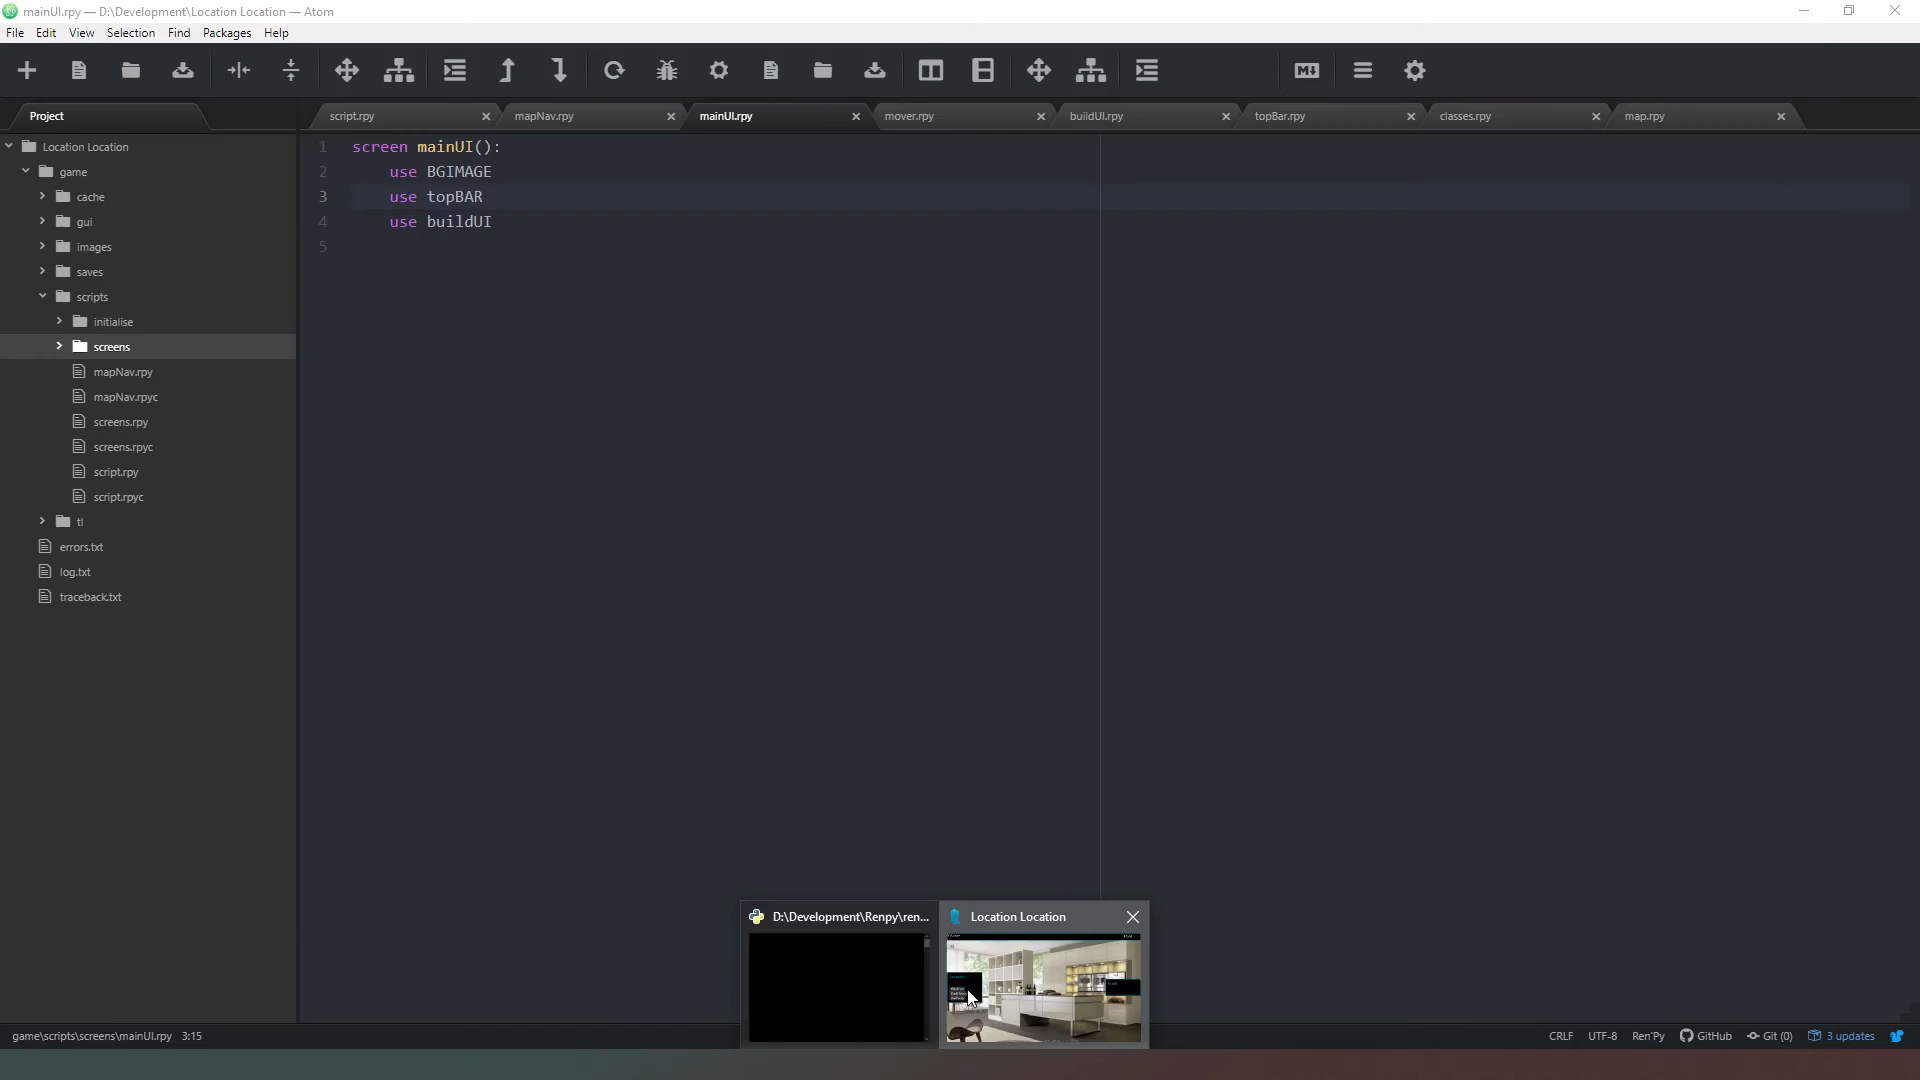 mainUI.rpy — D:\Development\Location Location — Atom
File Edit View Selection Find Packages Help
Project
script.rpy
mapNav.rpy
mainUI.rpy
mover.rpy
buildUI.rpy
topBar.rpy
classes.rpy
map.rpy
Location Location
game
cache
gui
images
saves
scripts
initialise
screens
mapNav.rpy
mapNav.rpyc
screens.rpy
screens.rpyc
script.rpy
script.rpyc
tl
errors.txt
log.txt
traceback.txt
1 screen mainUI():
2 use BGIMAGE
3 use topBAR
4 use buildUI
5
D:\Development\Renpy\ren...
Location Location
game\scripts\screens\mainUI.rpy 3:15
CRLF UTF-8 Ren'Py GitHub Git (0) 3 updates